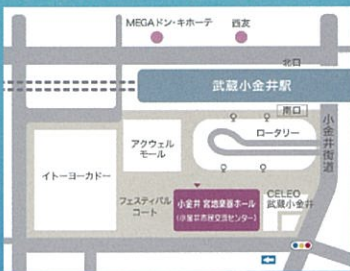 MEGAドン・キホーテ
西友
北口
武蔵小金井駅
南口
ロータリー
小金井街道
アクウェル
モール
イトーヨーカドー
フェスティバル
コート
小金井 宮地楽器ホール
(小金井市民交流センター)
CELEO
武蔵小金井